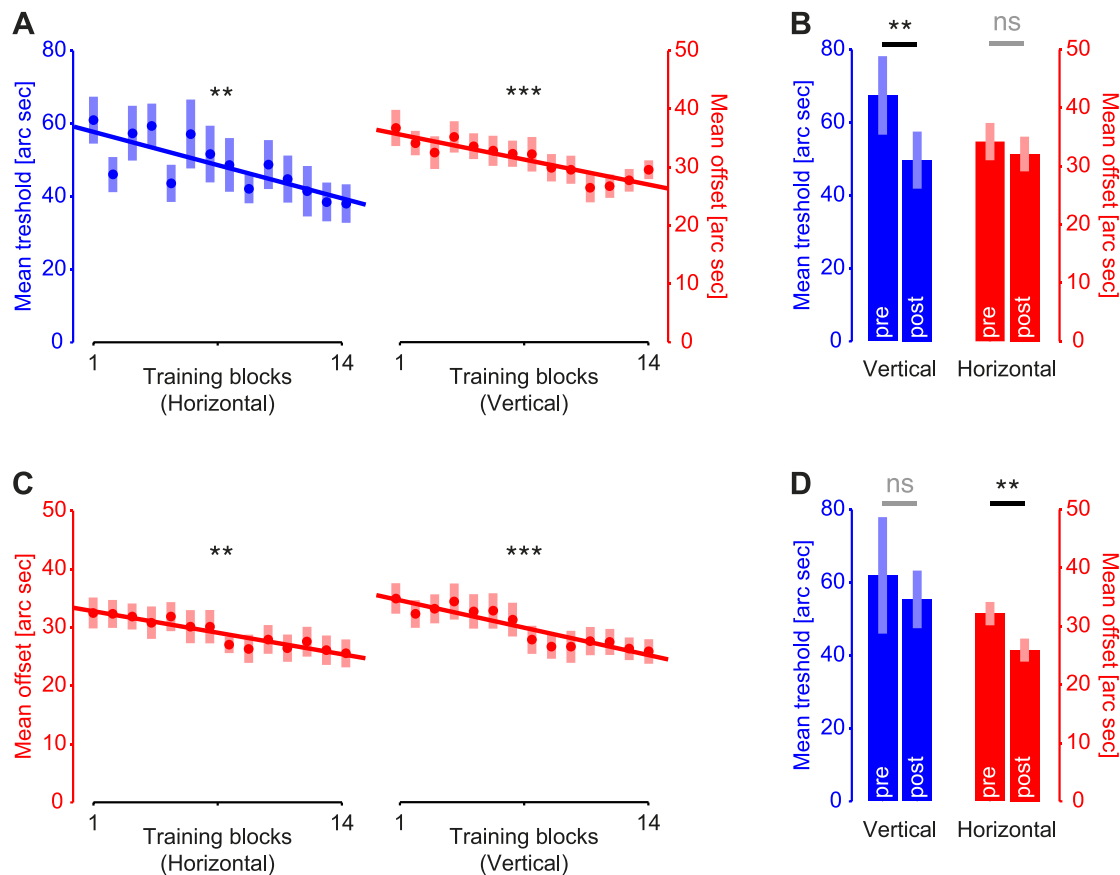 A
80
60
40
20
0
Mean treshold [arc sec]
**
1
14
Training blocks
(Horizontal)
***
1
14
Training blocks
(Vertical)
50
40
30
20
10
0
Mean offset [arc sec]
B
80
60
40
20
0
Mean treshold [arc sec]
**
ns
pre
post
pre
post
Vertical
Horizontal
50
40
30
20
10
0
Mean offset [arc sec]
C
50
40
30
20
10
0
Mean offset [arc sec]
**
1
14
Training blocks
(Horizontal)
***
1
14
Training blocks
(Vertical)
D
80
60
40
20
0
Mean treshold [arc sec]
ns
**
pre
post
pre
post
Vertical
Horizontal
50
40
30
20
10
0
Mean offset [arc sec]